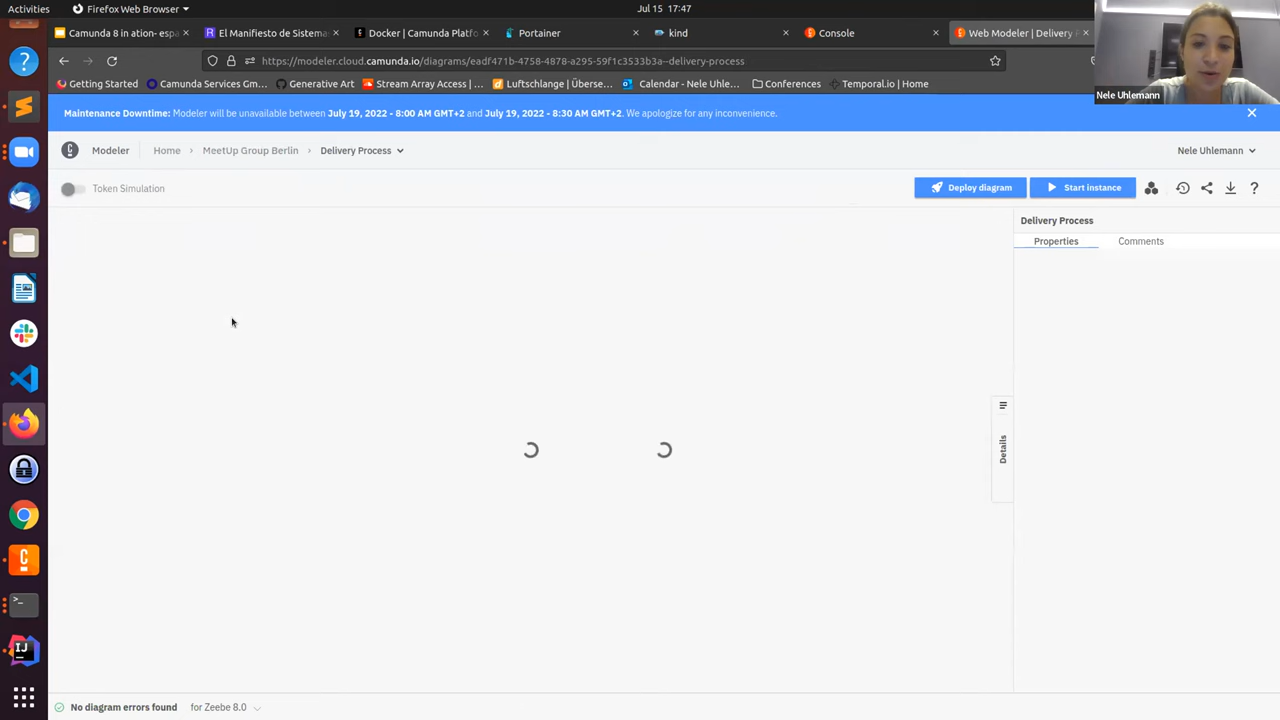 Activities
Firefox Web Browser
Jul 15 17:47
Camunda 8 in ation- espa
El Manifiesto de Sistema
Docker | Camunda Platfo
Portainer
kind
Console
Web Modeler | Delivery P
https://modeler.cloud.camunda.io/diagrams/eadf471b-4758-4878-a295-59f1c3533b3a--delivery-process
Getting Started
Camunda Services Gm...
Generative Art
Stream Array Access : ...
Luftschlange | Überse...
Calendar - Nele Uhle...
Conferences
Temporal.io | Home
Nele Uhlemann
Maintenance Downtime: Modeler will be unavailable between July 19, 2022 - 8:00 AM GMT+2 and July 19, 2022 - 8:30 AM GMT+2. We apologize for any inconvenience.
Modeler
Home › MeetUp Group Berlin › Delivery Process
Nele Uhlemann
Token Simulation
Deploy diagram
Start instance
Delivery Process
Properties
Comments
Details
No diagram errors found
for Zeebe 8.0